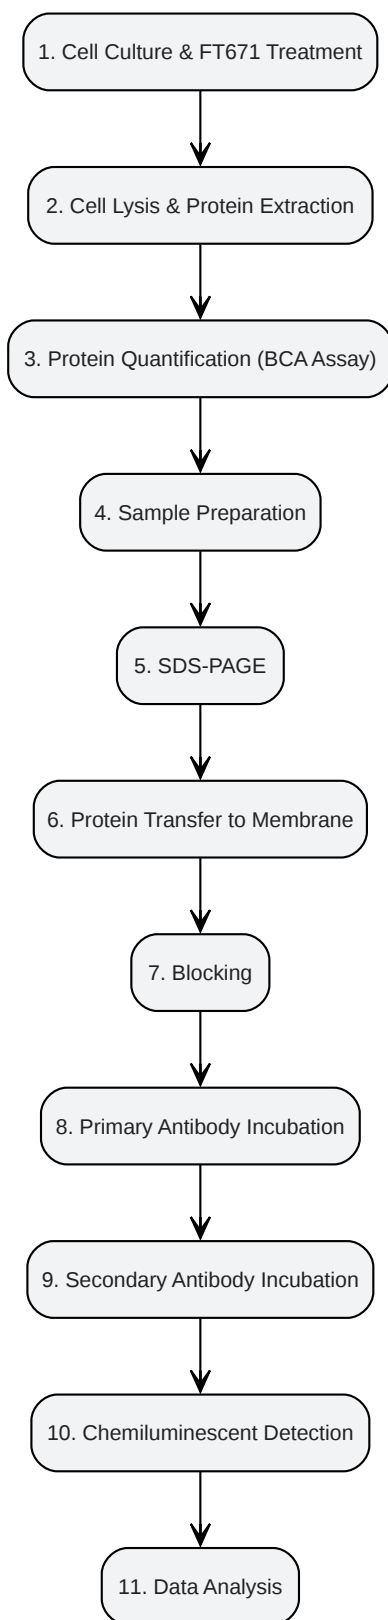 1. Cell Culture & FT671 Treatment
2. Cell Lysis & Protein Extraction
3. Protein Quantification (BCA Assay)
4. Sample Preparation
5. SDS-PAGE
6. Protein Transfer to Membrane
7. Blocking
8. Primary Antibody Incubation
9. Secondary Antibody Incubation
10. Chemiluminescent Detection
11. Data Analysis